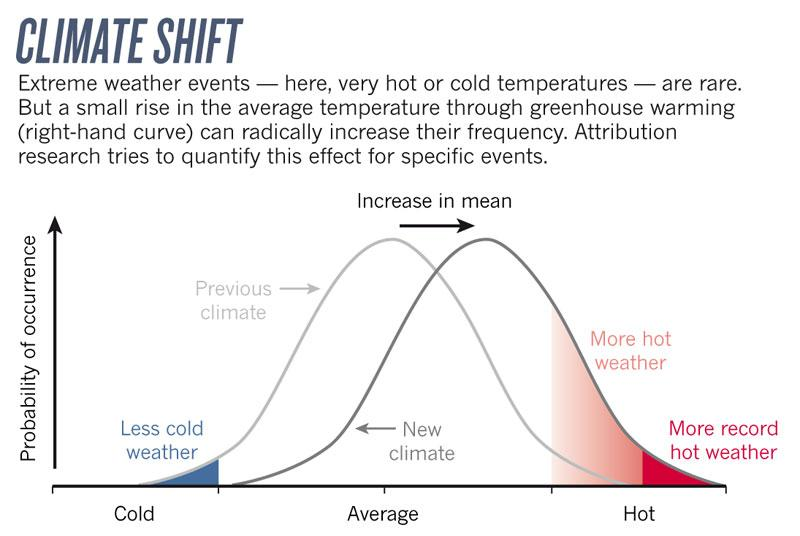 CLIMATE SHIFT
Extreme weather events — here, very hot or cold temperatures — are rare.
But a small rise in the average temperature through greenhouse warming
(right-hand curve) can radically increase their frequency. Attribution
research tries to quantify this effect for specific events.
Increase in mean
Probability of occurrence
Previous
climate
More hot
weather
Less cold
weather
New
climate
More record
hot weather
Cold
Average
Hot